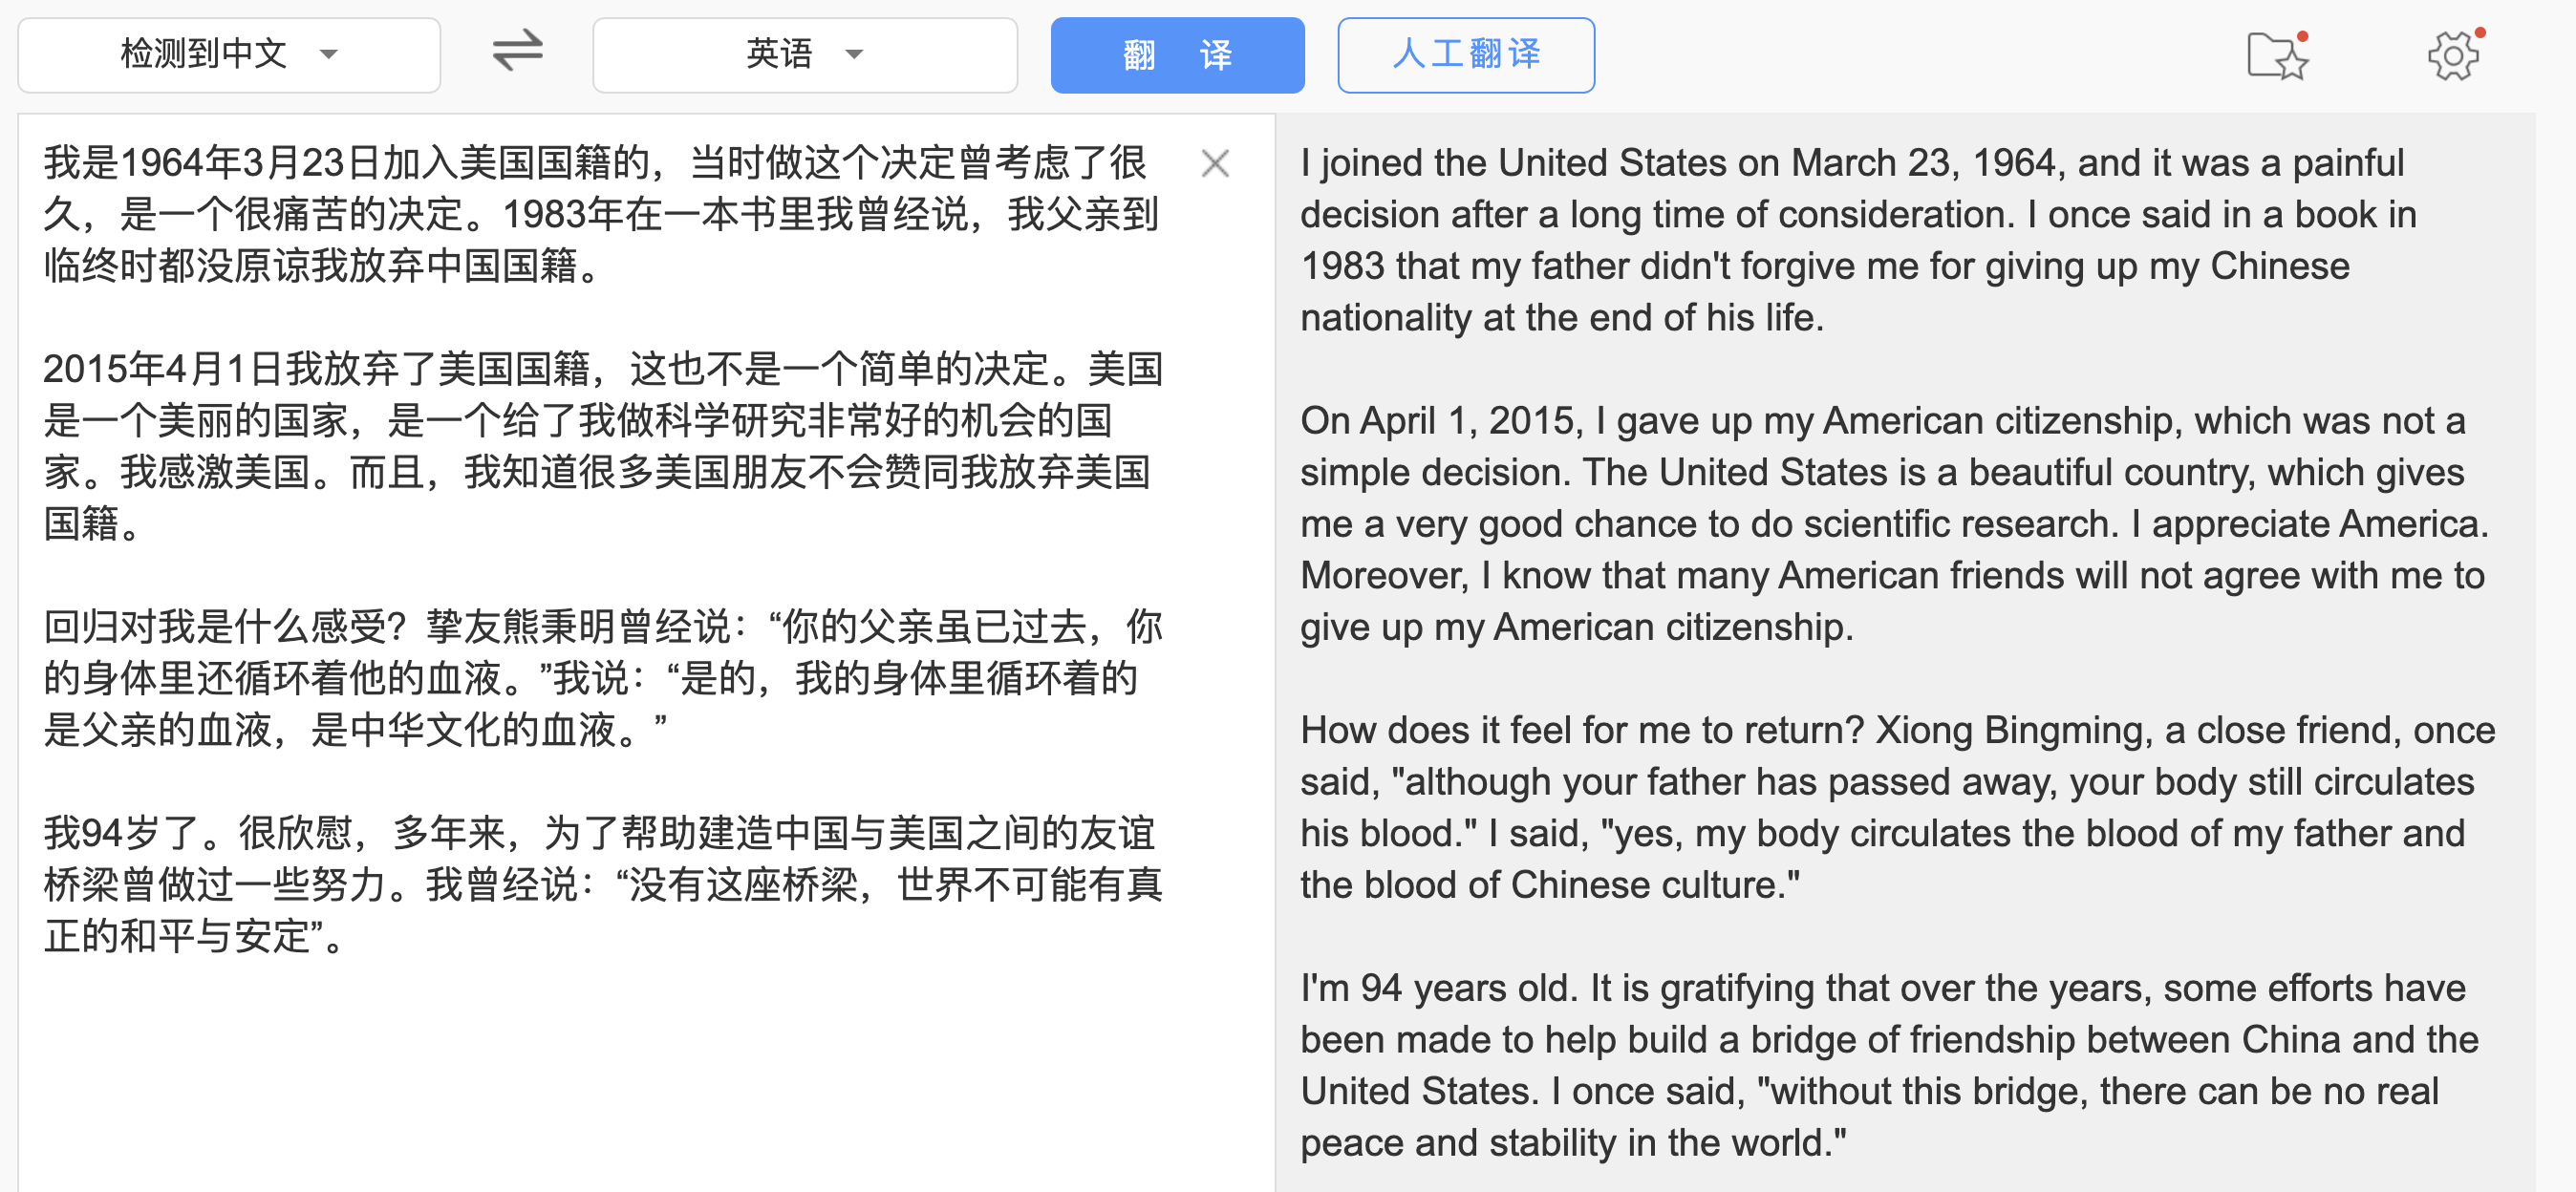 检测到中文
英语
翻 译
人工翻译
我是1964年3月23日加入美国国籍的，当时做这个决定曾考虑了很
久，是一个很痛苦的决定。1983年在一本书里我曾经说，我父亲到
临终时都没原谅我放弃中国国籍。
2015年4月1日我放弃了美国国籍，这也不是一个简单的决定。美国
是一个美丽的国家，是一个给了我做科学研究非常好的机会的国
家。我感激美国。而且，我知道很多美国朋友不会赞同我放弃美国
国籍。
回归对我是什么感受？挚友熊秉明曾经说：“你的父亲虽已过去，你
的身体里还循环着他的血液。”我说：“是的，我的身体里循环着的
是父亲的血液，是中华文化的血液。”
我94岁了。很欣慰，多年来，为了帮助建造中国与美国之间的友谊
桥梁曾做过一些努力。我曾经说：“没有这座桥梁，世界不可能有真
正的和平与安定”。
I joined the United States on March 23, 1964, and it was a painful
decision after a long time of consideration. I once said in a book in
1983 that my father didn't forgive me for giving up my Chinese
nationality at the end of his life.
On April 1, 2015, I gave up my American citizenship, which was not a
simple decision. The United States is a beautiful country, which gives
me a very good chance to do scientific research. I appreciate America.
Moreover, I know that many American friends will not agree with me to
give up my American citizenship.
How does it feel for me to return? Xiong Bingming, a close friend, once
said, "although your father has passed away, your body still circulates
his blood." I said, "yes, my body circulates the blood of my father and
the blood of Chinese culture."
I'm 94 years old. It is gratifying that over the years, some efforts have
been made to help build a bridge of friendship between China and the
United States. I once said, "without this bridge, there can be no real
peace and stability in the world."